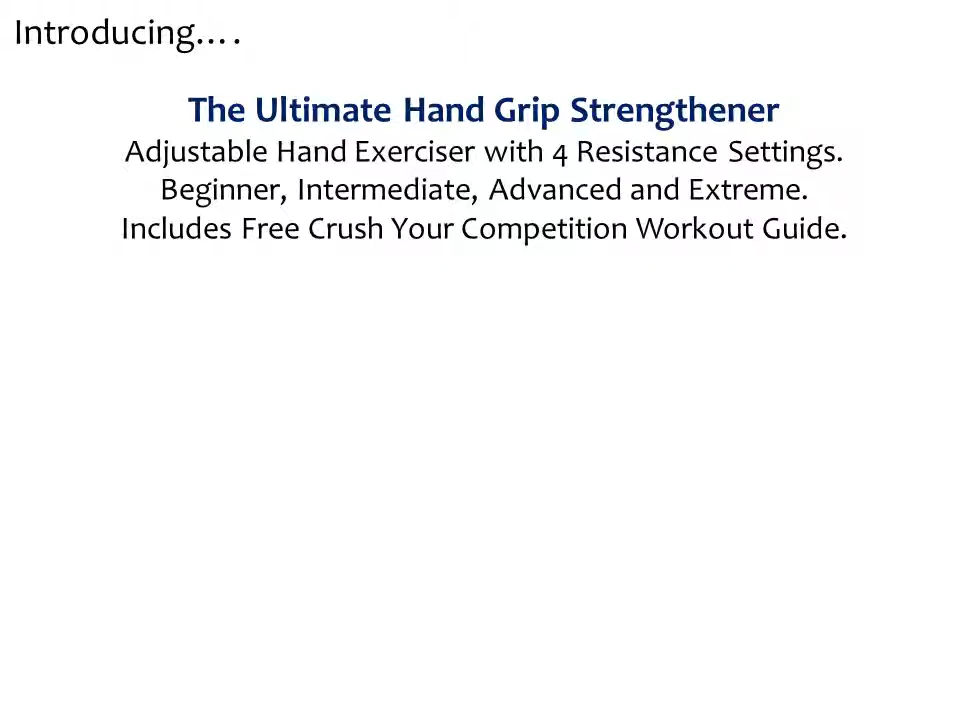 Introducing….
The Ultimate Hand Grip Strengthener
Adjustable Hand Exerciser with 4 Resistance Settings.
Beginner, Intermediate, Advanced and Extreme.
Includes Free Crush Your Competition Workout Guide.